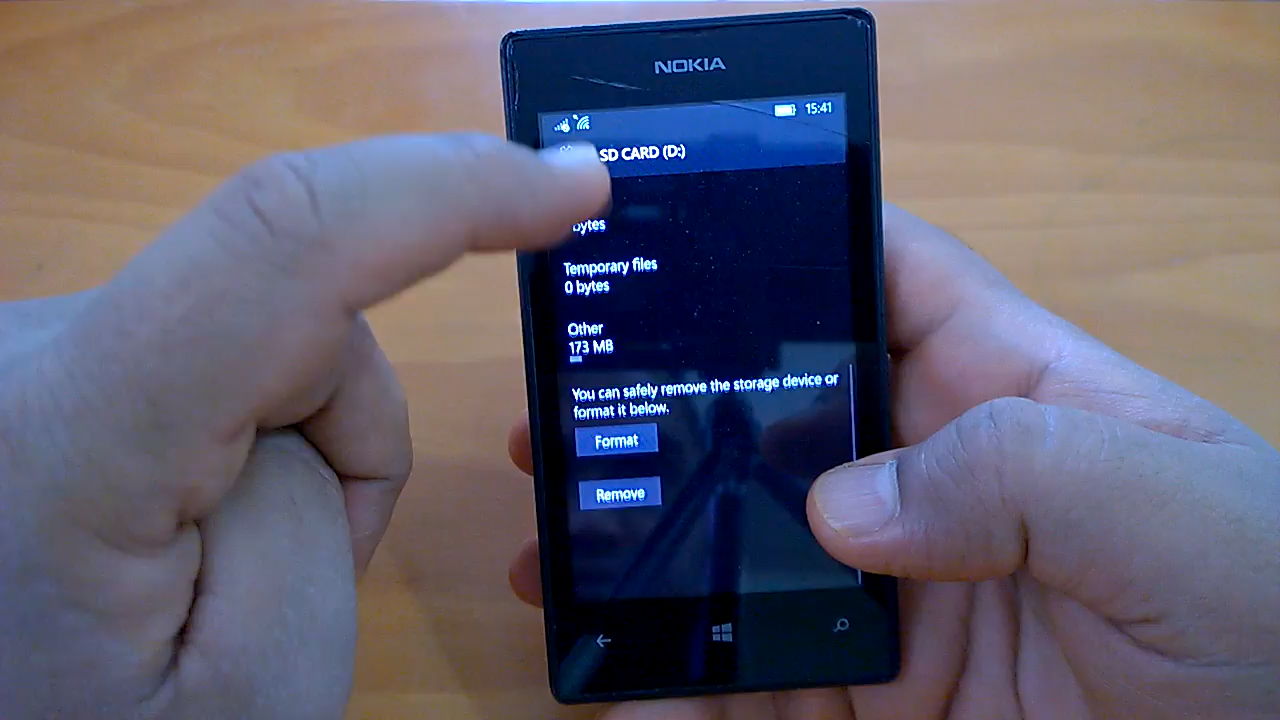 NOKIA
15:41
SD CARD (D:)
bytes
Temporary files
0 bytes
Other
173 MB
You can safely remove the storage device or
format it below.
Format
Remove